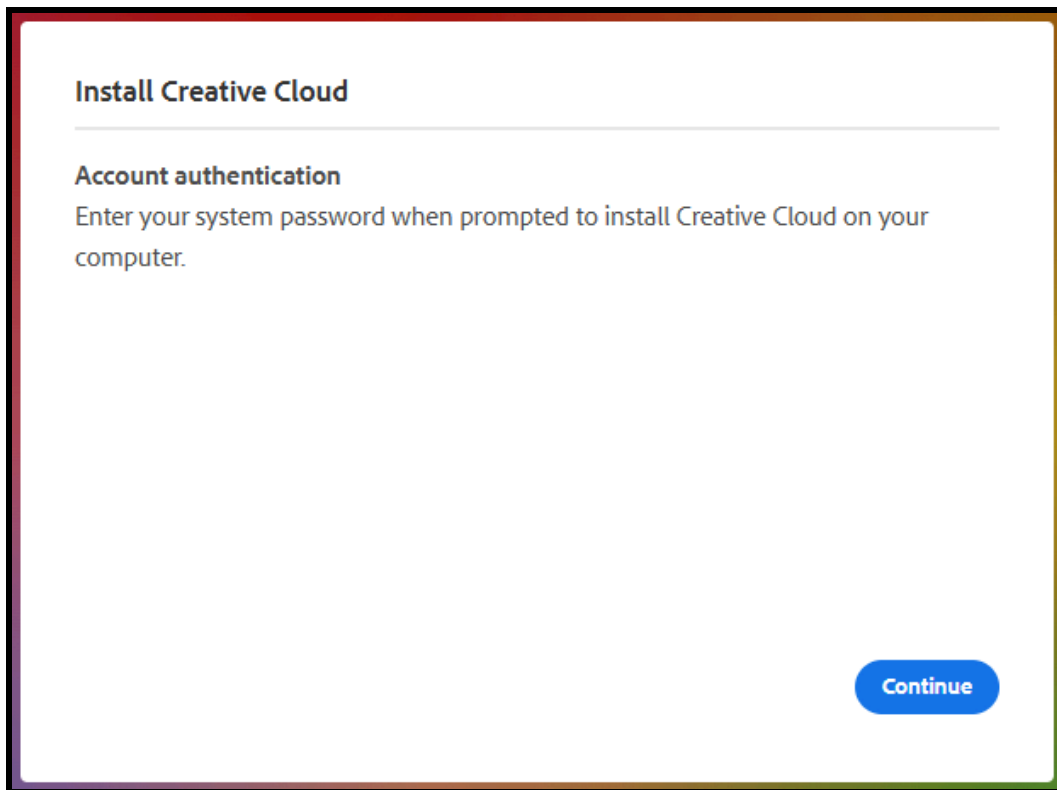 Install Creative Cloud
Account authentication
Enter your system password when prompted to install Creative Cloud on your
computer.
Continue